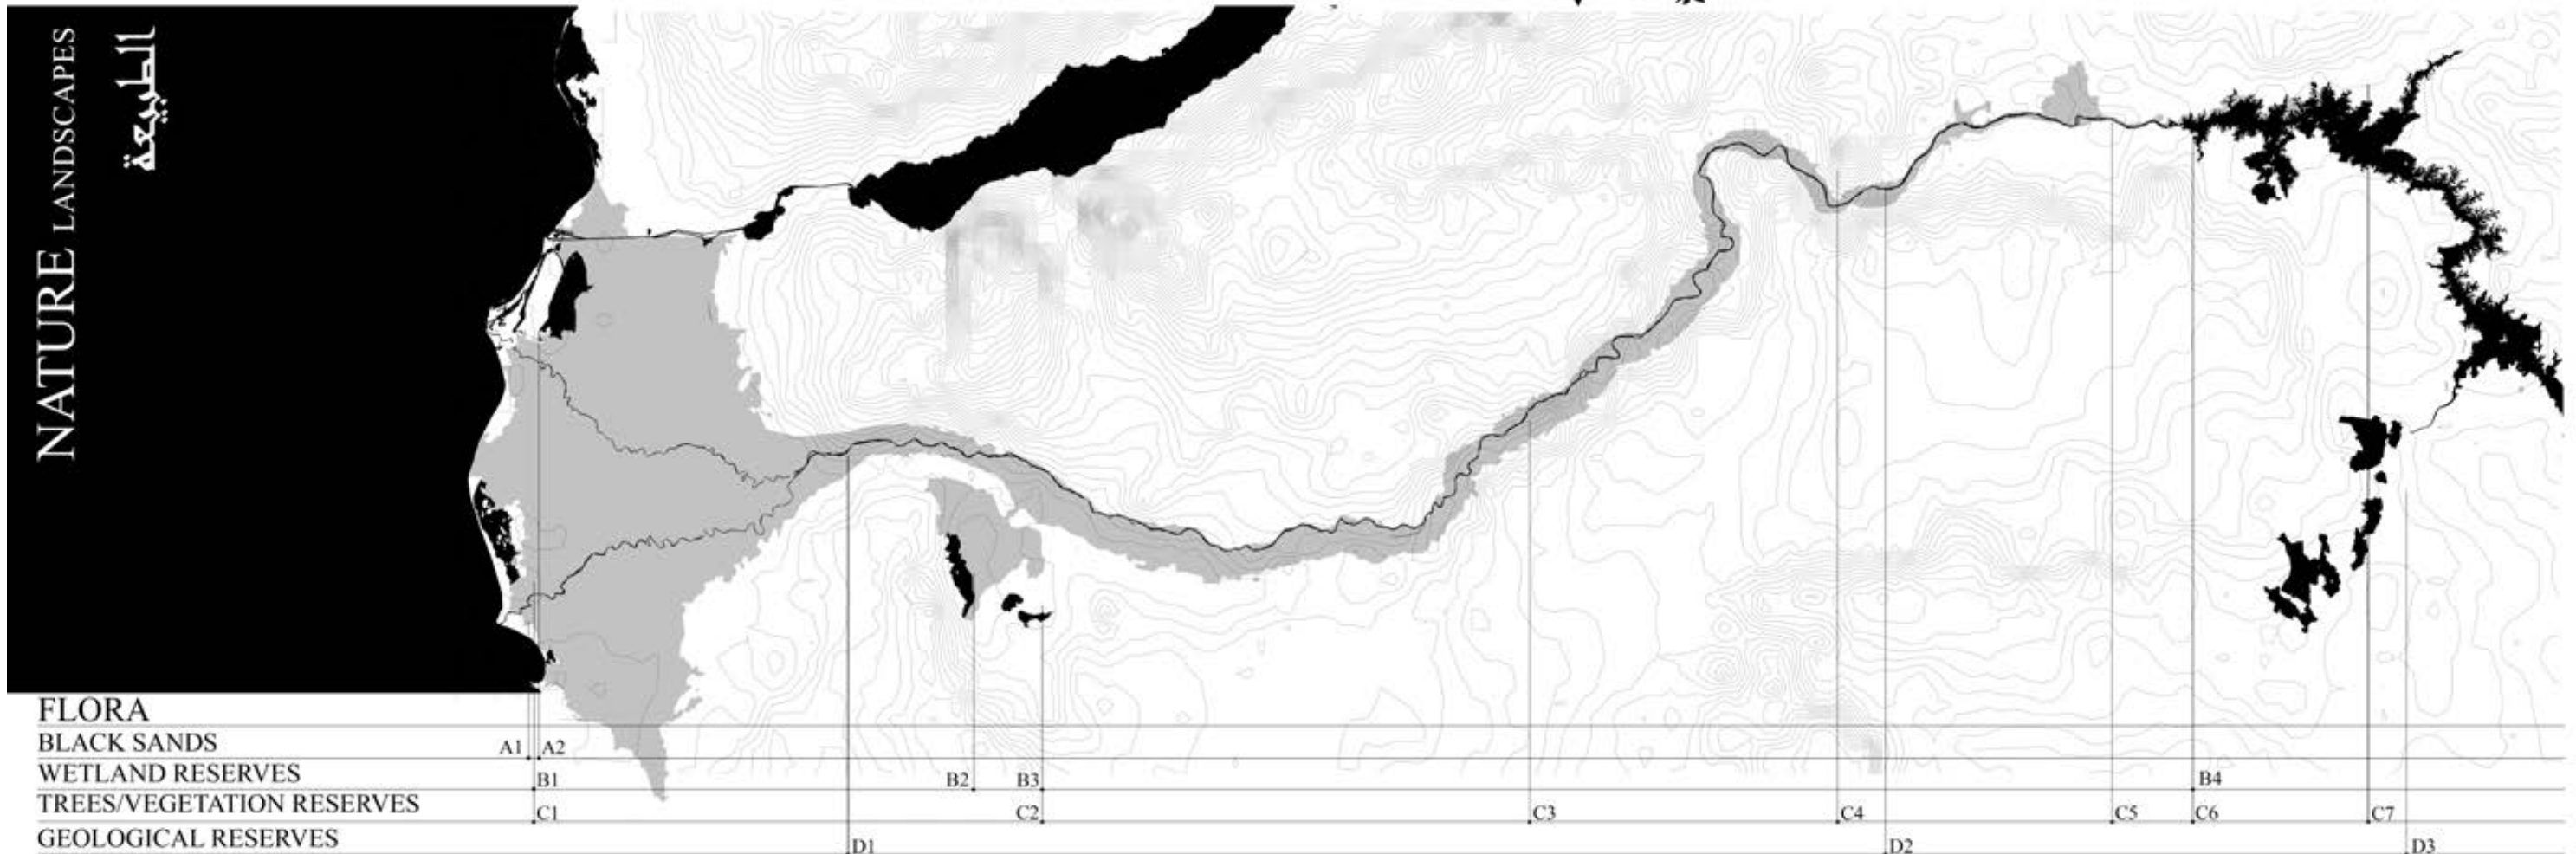 NATURE LANDSCAPES
الطبيعة
FLORA
BLACK SANDS
A1 A2
WETLAND RESERVES
B1 B2 B3 B4
TREES/VEGETATION RESERVES
C1 C2 C3 C4 C5 C6 C7
GEOLOGICAL RESERVES
D1 D2 D3